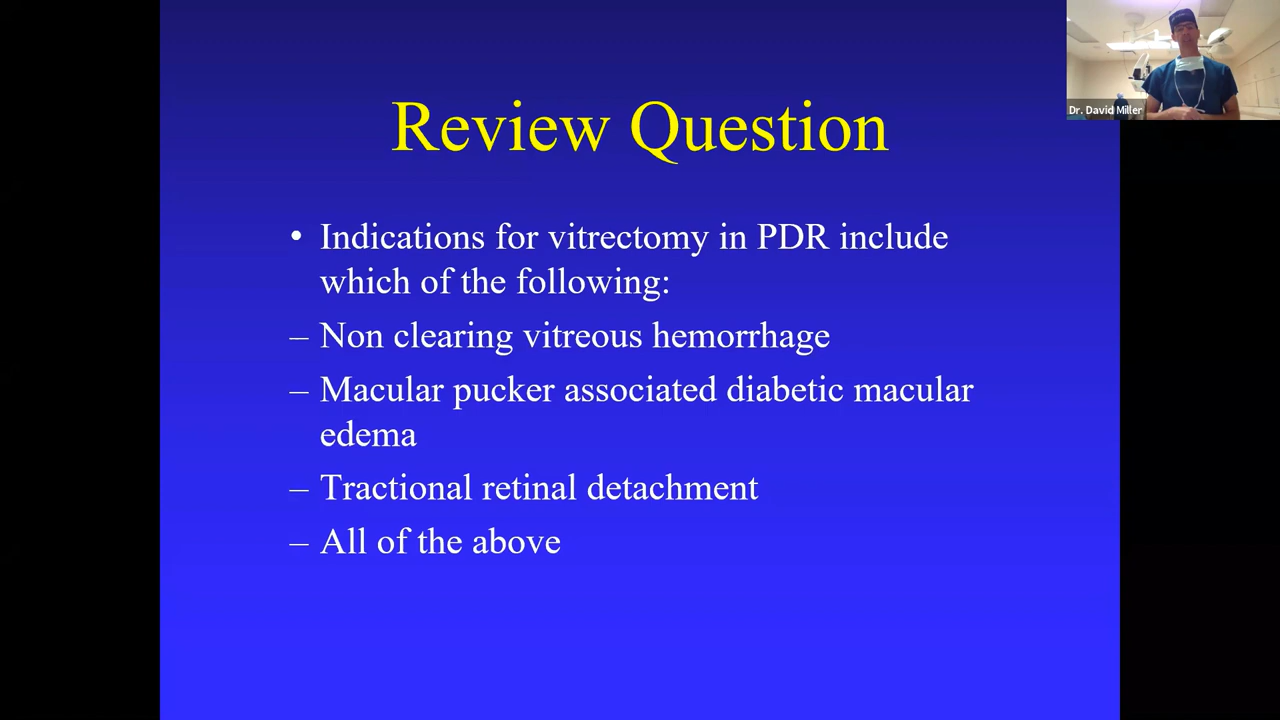 Dr. David Miller
Review Question
• Indications for vitrectomy in PDR include
which of the following:
– Non clearing vitreous hemorrhage
– Macular pucker associated diabetic macular
edema
– Tractional retinal detachment
– All of the above